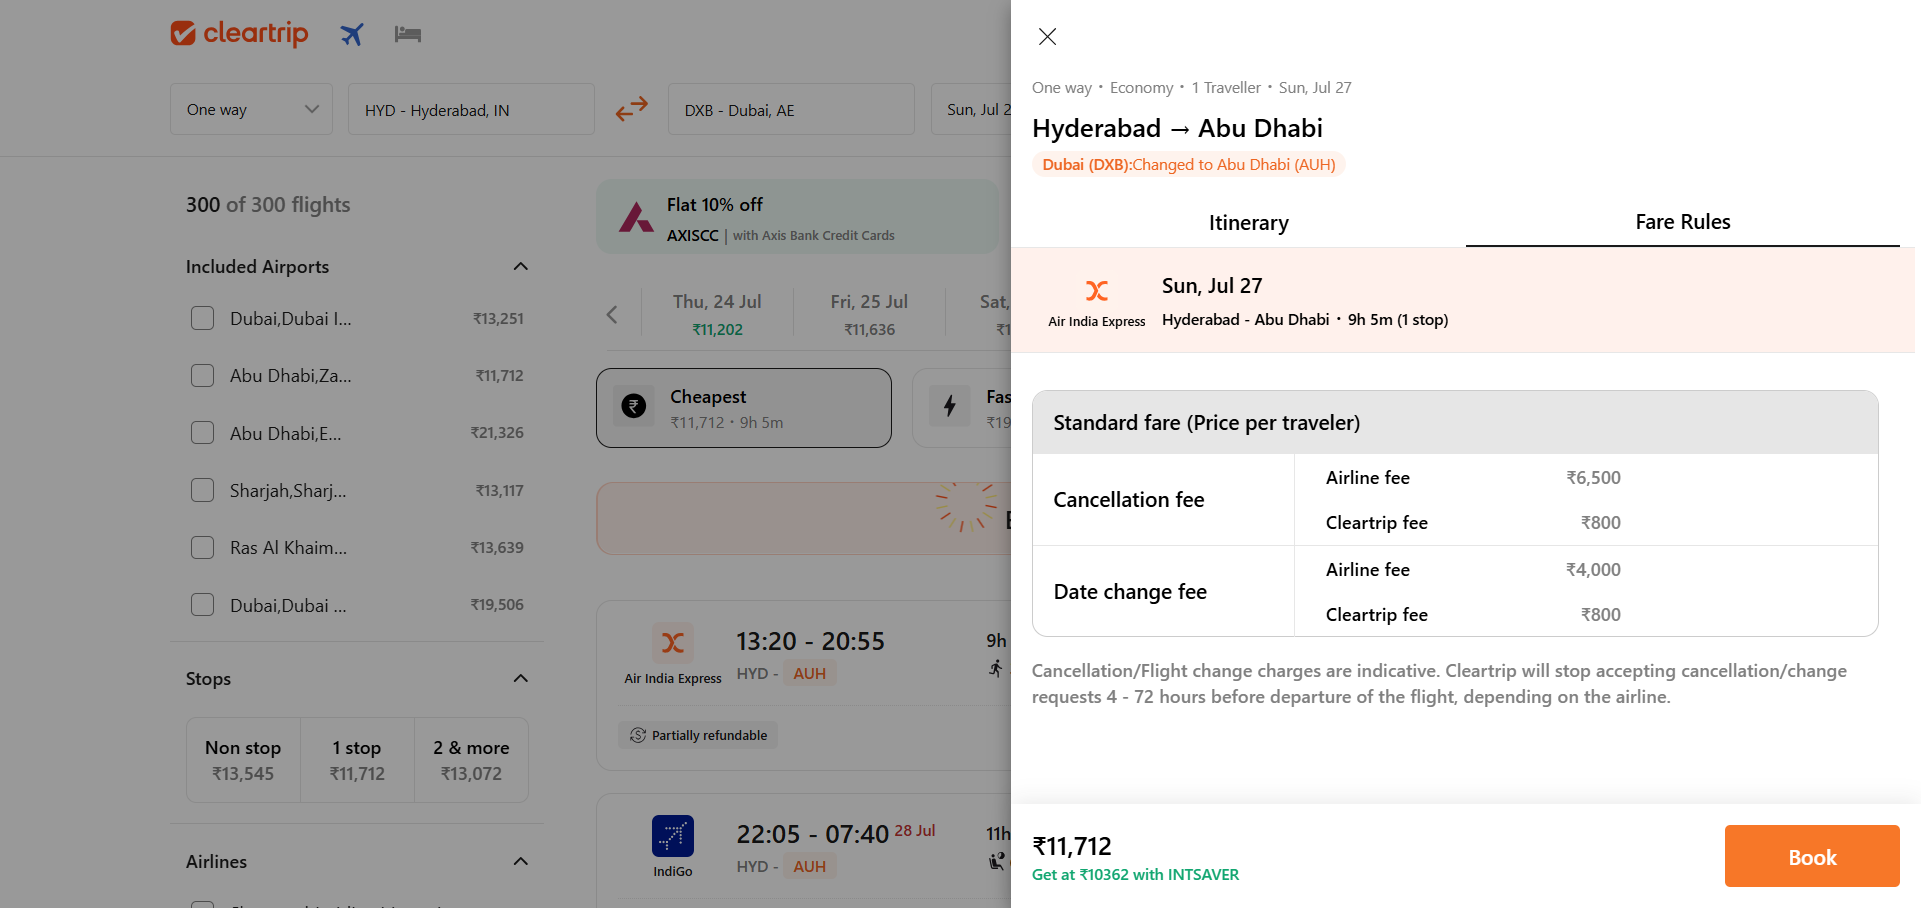 cleartrip
One way
HYD - Hyderabad, IN
DXB - Dubai, AE
Sun, Jul 2
300 of 300 flights
Included Airports
Dubai,Dubai I... ₹13,251
Abu Dhabi,Za... ₹11,712
Abu Dhabi,E... ₹21,326
Sharjah,Sharj... ₹13,117
Ras Al Khaim... ₹13,639
Dubai,Dubai ... ₹19,506
Stops
Non stop
₹13,545
1 stop
₹11,712
2 & more
₹13,072
Airlines
Flat 10% off
AXISCC | with Axis Bank Credit Cards
Thu, 24 Jul
₹11,202
Fri, 25 Jul
₹11,636
Sat,
₹1
Cheapest
₹11,712 • 9h 5m
Fas
₹19
13:20 - 20:55
9h
Air India Express
HYD - AUH
Partially refundable
22:05 - 07:40 28 Jul
11h
IndiGo
HYD - AUH
One way • Economy • 1 Traveller • Sun, Jul 27
Hyderabad → Abu Dhabi
Dubai (DXB):Changed to Abu Dhabi (AUH)
Itinerary
Fare Rules
Sun, Jul 27
Air India Express
Hyderabad - Abu Dhabi • 9h 5m (1 stop)
Standard fare (Price per traveler)
Cancellation fee
Airline fee ₹6,500
Cleartrip fee ₹800
Date change fee
Airline fee ₹4,000
Cleartrip fee ₹800
Cancellation/Flight change charges are indicative. Cleartrip will stop accepting cancellation/change
requests 4 - 72 hours before departure of the flight, depending on the airline.
₹11,712
Get at ₹10362 with INTSAVER
Book